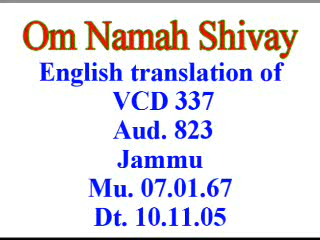 Om Namah Shivay
English translation of
VCD 337
Aud. 823
Jammu
Mu. 07.01.67
Dt. 10.11.05